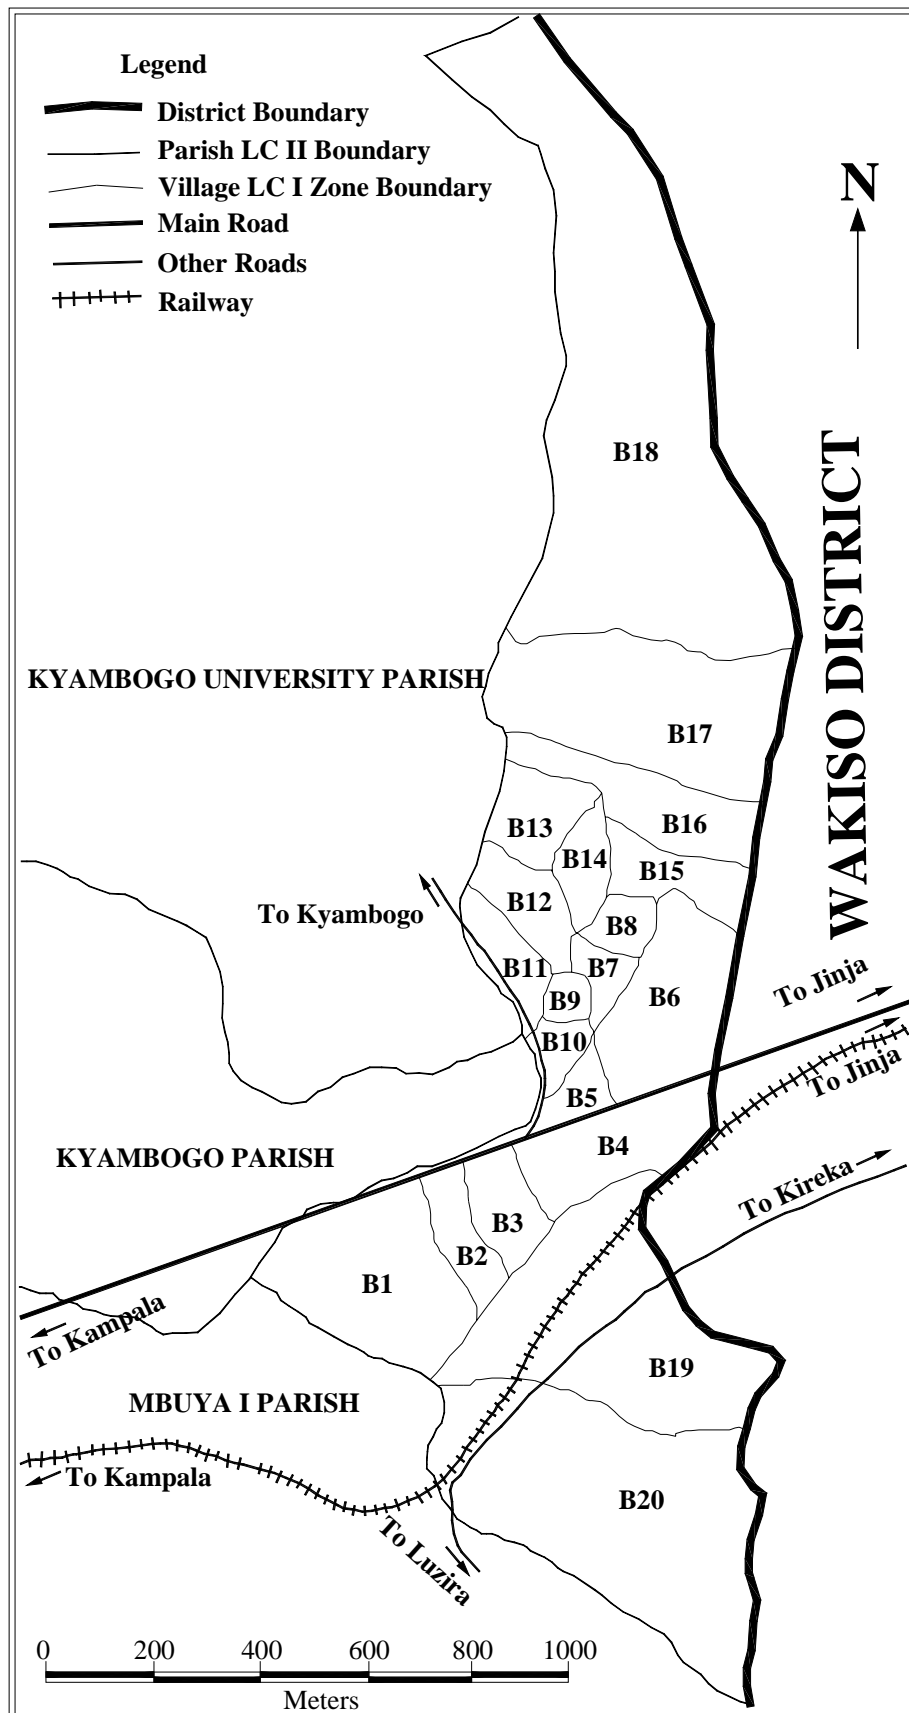 Legend
District Boundary
Parish LC II Boundary
Village LC I Zone Boundary
Main Road
Other Roads
Railway
N
WAKISO DISTRICT
B18
KYAMBOGO UNIVERSITY PARISH
B17
B16
B13
B14
B15
B12
To Kyambogo
B8
B11
B7
B6
B9
To Jinja
B10
To Jinja
B5
KYAMBOGO PARISH
B4
To Kireka
B3
B2
B1
To Kampala
B19
MBUYA I PARISH
To Kampala
B20
To Luzira
0 200 400 600 800 1000
Meters